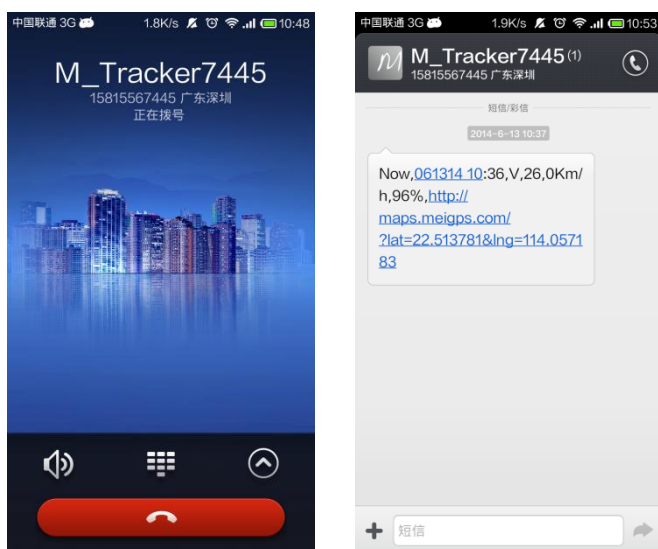 中国联通 3G 1.8K/s 10:48
M_Tracker7445
15815567445 广东深圳
正在拨号
中国联通 3G 1.9K/s 10:53
M_Tracker7445 (1)
15815567445 广东深圳
短信/彩信
2014-6-13 10:37
Now,061314 10:36,V,26,0Km/
h,96%,http://
maps.meigps.com/
?lat=22.513781&lng=114.0571
83
短信